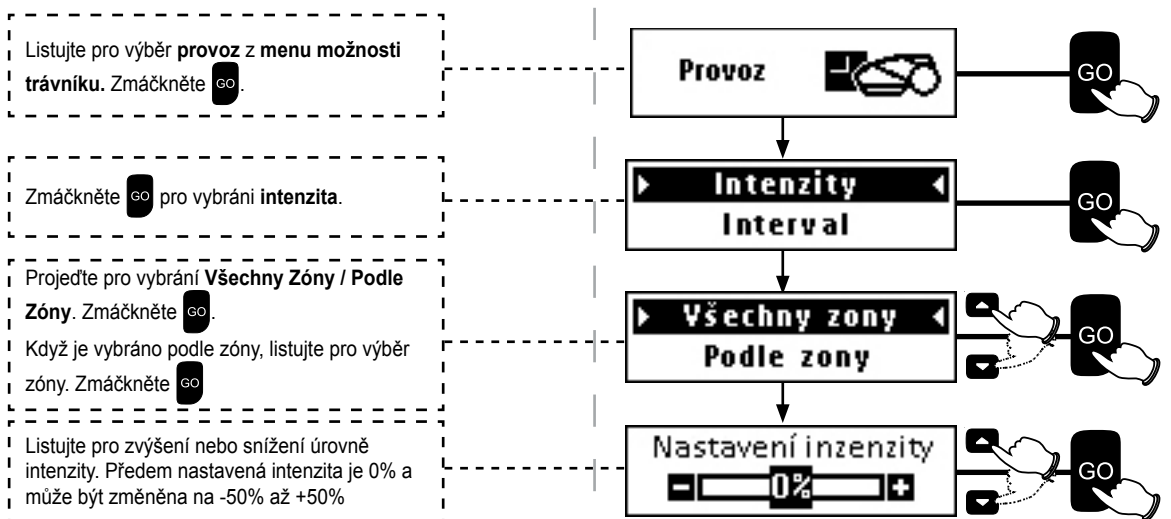 Listujte pro výběr provoz z menu možnosti
trávníku. Zmáčkněte GO.
Provoz
GO
Zmáčkněte GO pro vybráni intenzita.
Intenzity
Interval
GO
Projeďte pro vybrání Všechny Zóny / Podle
Zóny. Zmáčkněte GO.
Když je vybráno podle zóny, listujte pro výběr
zóny. Zmáčkněte GO
Všechny zony
Podle zony
GO
Listujte pro zvýšení nebo snížení úrovně
intenzity. Předem nastavená intenzita je 0% a
může být změněna na -50% až +50%
Nastavení inzenzity
- 0% +
GO